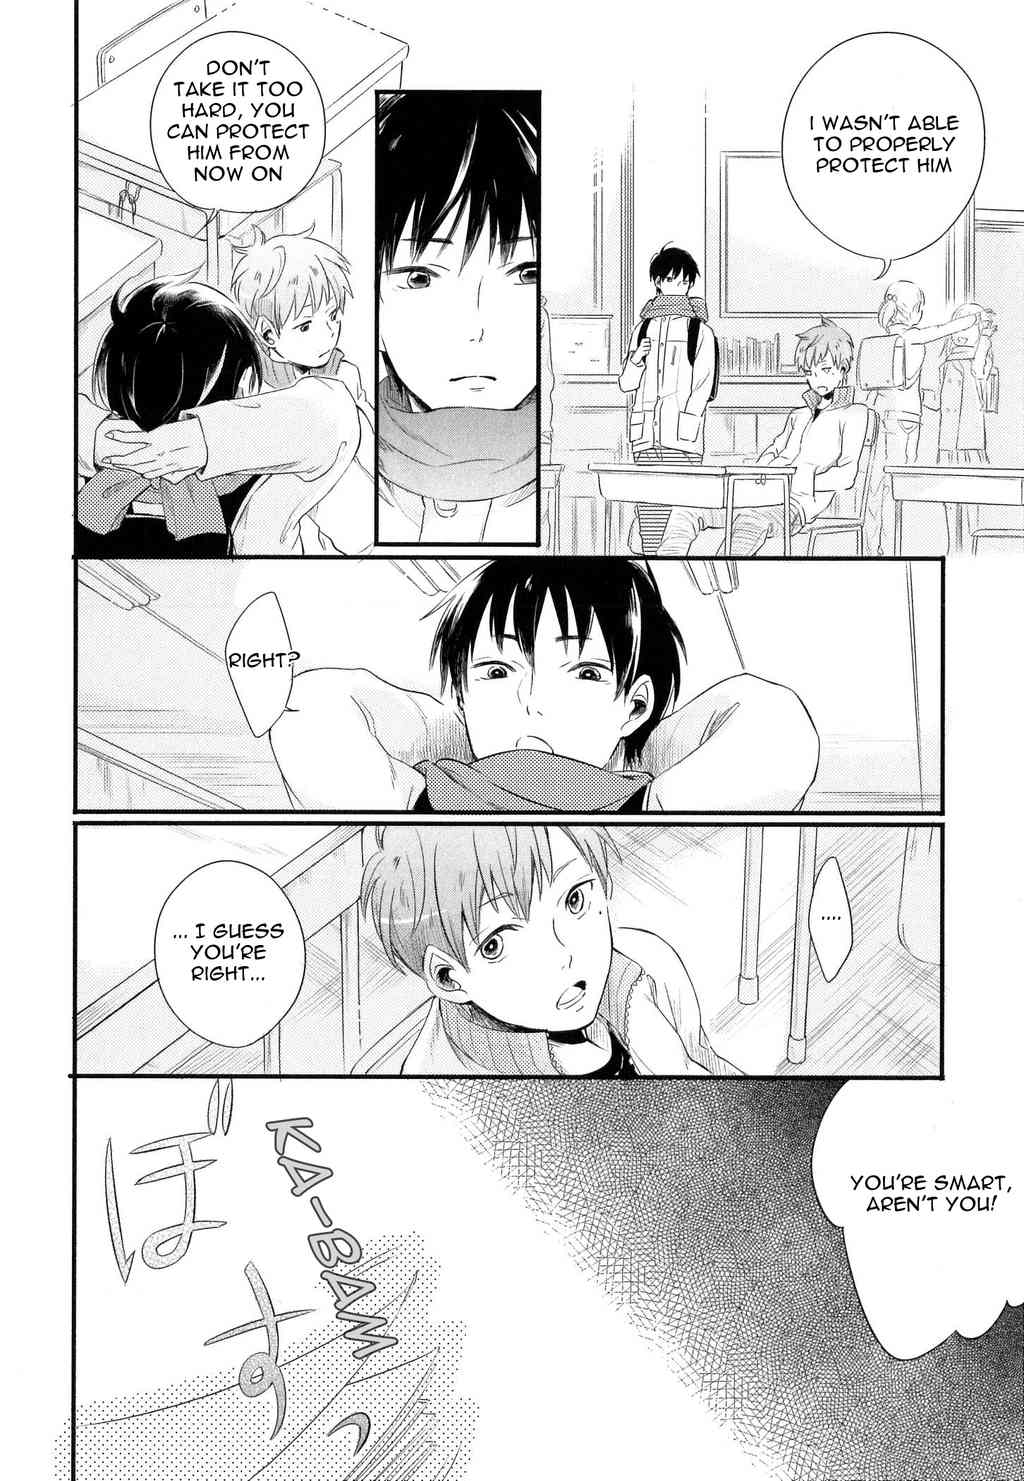 I WASN'T ABLE
TO PROPERLY
PROTECT HIM
DON'T
TAKE IT TOO
HARD, YOU
CAN PROTECT
HIM FROM
NOW ON
RIGHT?
....
... I GUESS
YOU'RE
RIGHT...
YOU'RE SMART,
AREN'T YOU!
KA-BAM
ぼすっ